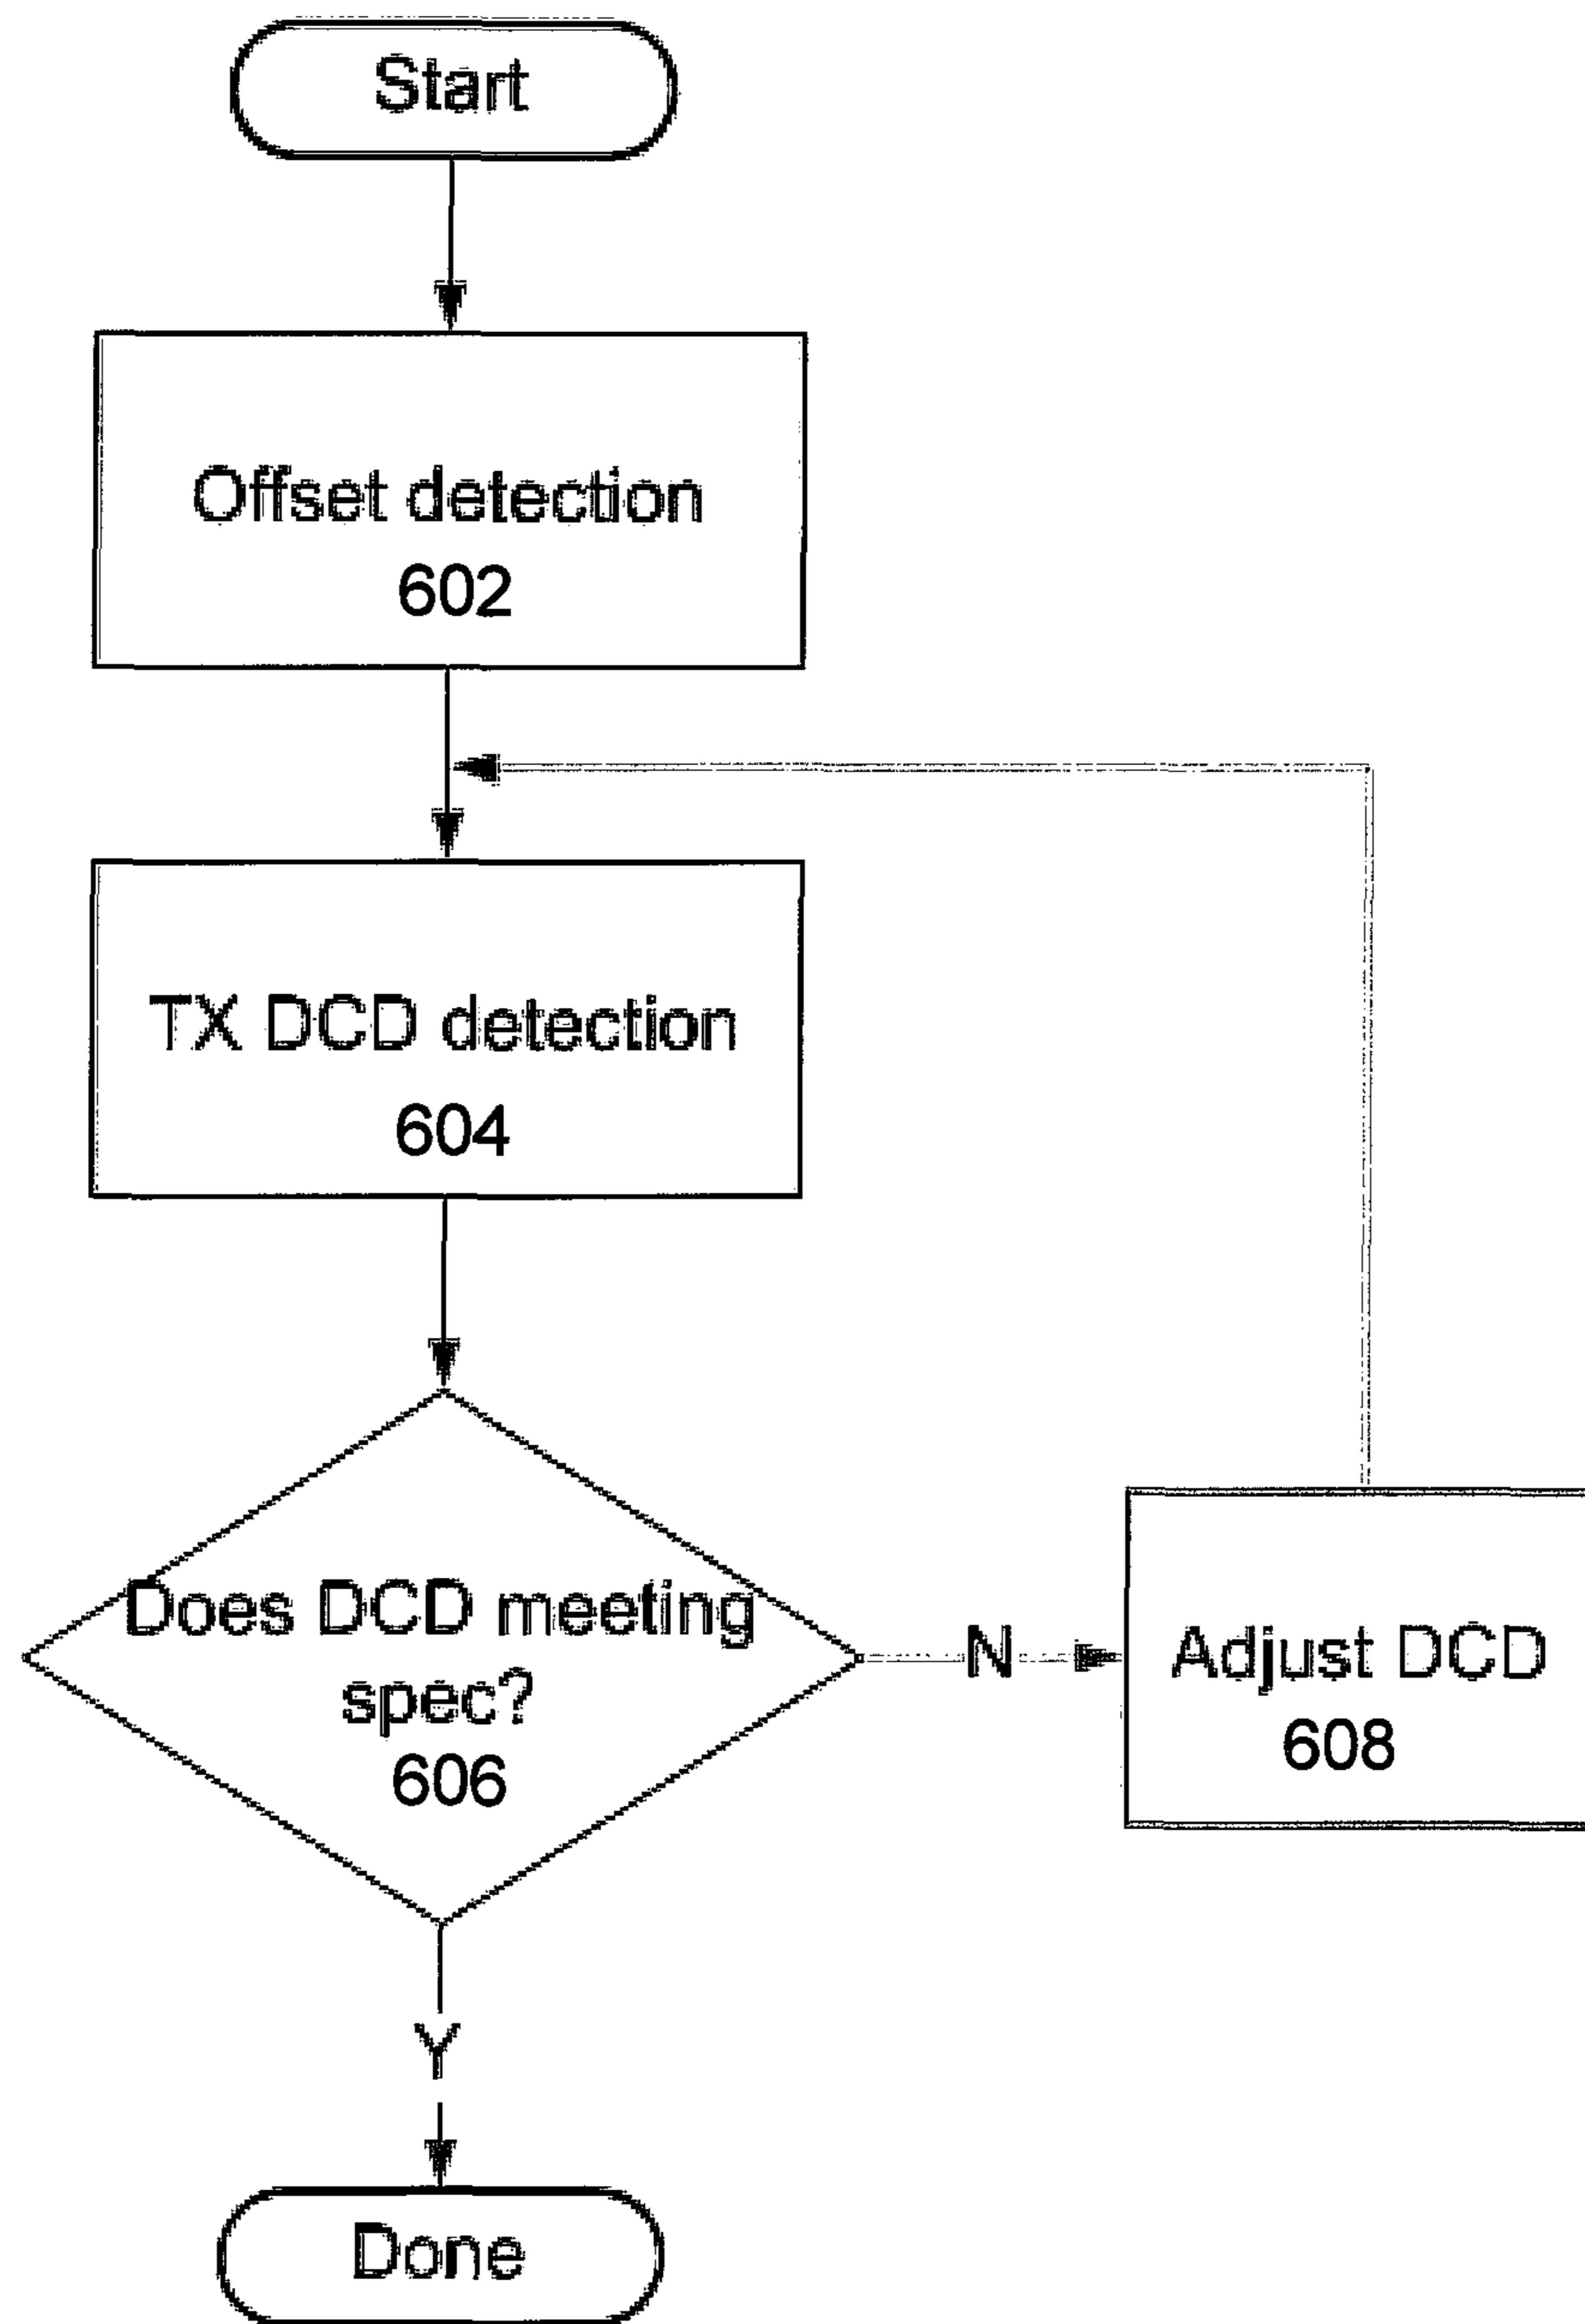 Start
Offset detection
602
TX DCD detection
604
Does DCD meeting
spec?
606
N
Adjust DCD
608
Y
Done